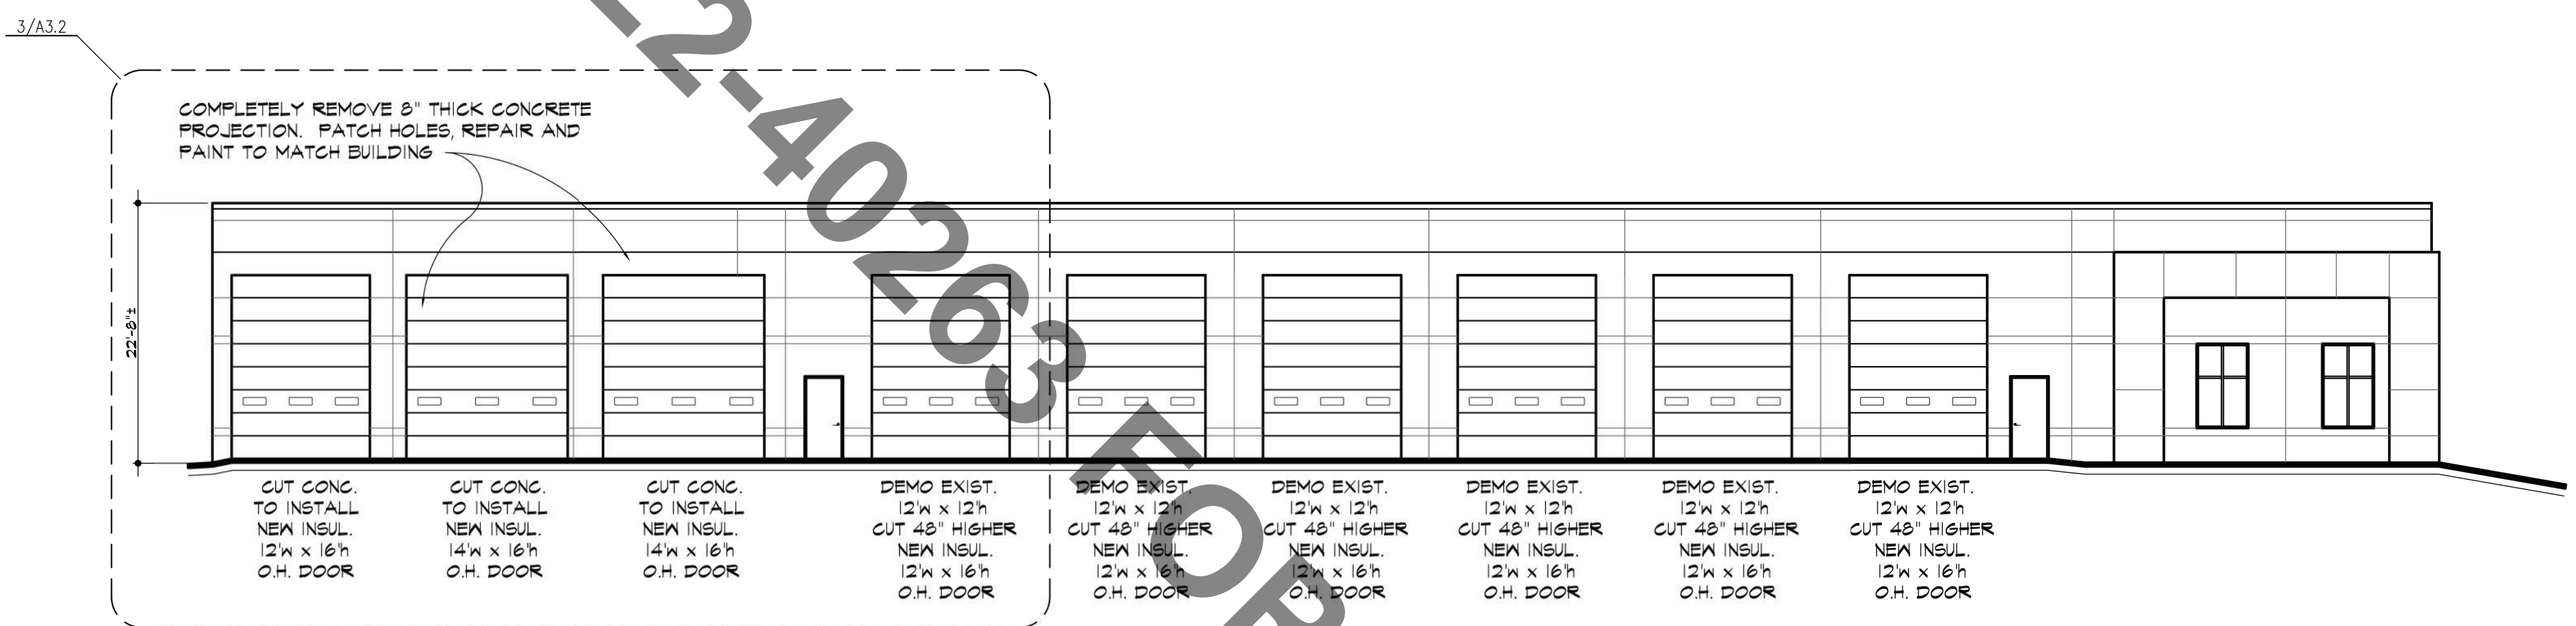 3/A3.2
COMPLETELY REMOVE 8" THICK CONCRETE
PROJECTION. PATCH HOLES, REPAIR AND
PAINT TO MATCH BUILDING
22'-8"±
CUT CONC.
TO INSTALL
NEW INSUL.
12'w x 16'h
O.H. DOOR
CUT CONC.
TO INSTALL
NEW INSUL.
14'w x 16'h
O.H. DOOR
CUT CONC.
TO INSTALL
NEW INSUL.
14'w x 16'h
O.H. DOOR
DEMO EXIST.
12'w x 12'h
CUT 48" HIGHER
NEW INSUL.
12'w x 16'h
O.H. DOOR
DEMO EXIST.
12'w x 12'h
CUT 48" HIGHER
NEW INSUL.
12'w x 16'h
O.H. DOOR
DEMO EXIST.
12'w x 12'h
CUT 48" HIGHER
NEW INSUL.
12'w x 16'h
O.H. DOOR
DEMO EXIST.
12'w x 12'h
CUT 48" HIGHER
NEW INSUL.
12'w x 16'h
O.H. DOOR
DEMO EXIST.
12'w x 12'h
CUT 48" HIGHER
NEW INSUL.
12'w x 16'h
O.H. DOOR
DEMO EXIST.
12'w x 12'h
CUT 48" HIGHER
NEW INSUL.
12'w x 16'h
O.H. DOOR
12-40263 FOR